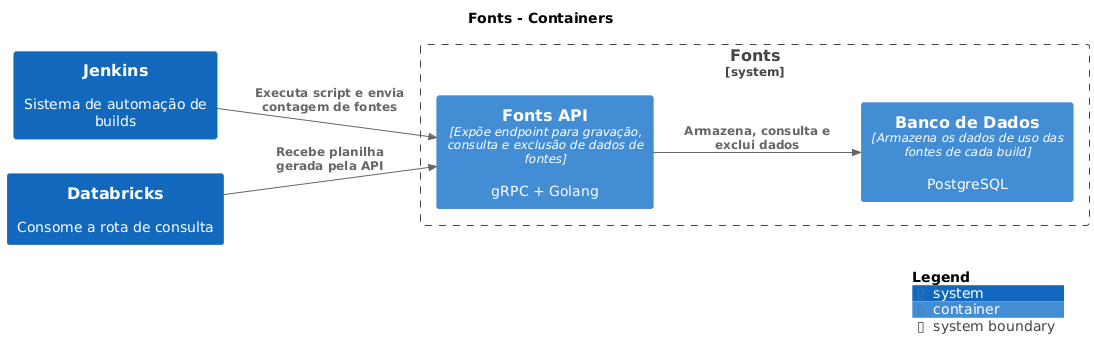 Fonts - Containers
Jenkins
Sistema de automação de
builds
Executa script e envia
contagem de fontes
Recebe planilha
gerada pela API
Databricks
Consome a rota de consulta
Fonts
[system]
Fonts API
[Expõe endpoint para gravação,
consulta e exclusão de dados de
fontes]
gRPC + Golang
Armazena, consulta e
exclui dados
Banco de Dados
[Armazena os dados de uso das
fontes de cada build]
PostgreSQL
Legend
system
container
system boundary